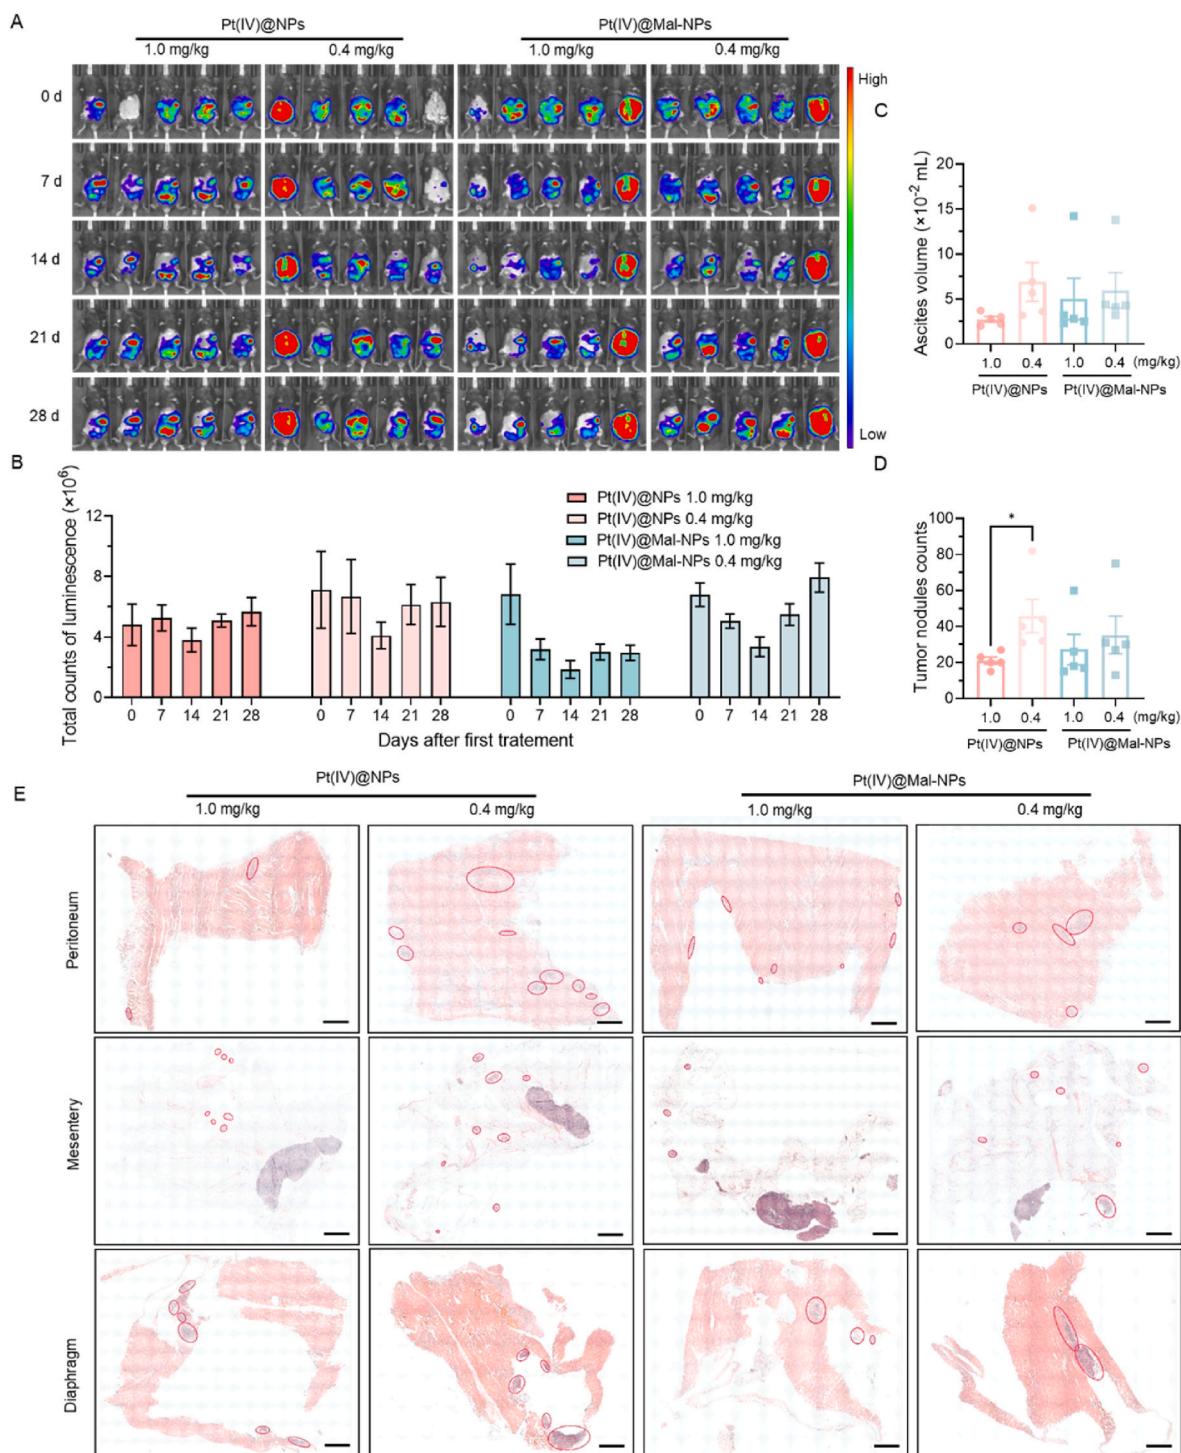 A
Pt(IV)@NPs
Pt(IV)@Mal-NPs
1.0 mg/kg
0.4 mg/kg
1.0 mg/kg
0.4 mg/kg
0 d
7 d
14 d
21 d
28 d
High
Low
C
Ascites volume (×10⁻² mL)
20
15
10
5
0
1.0
0.4
1.0
0.4
(mg/kg)
Pt(IV)@NPs
Pt(IV)@Mal-NPs
B
Total counts of luminescence (×10⁶)
12
8
4
0
Pt(IV)@NPs 1.0 mg/kg
Pt(IV)@NPs 0.4 mg/kg
Pt(IV)@Mal-NPs 1.0 mg/kg
Pt(IV)@Mal-NPs 0.4 mg/kg
0 7 14 21 28
0 7 14 21 28
0 7 14 21 28
0 7 14 21 28
Days after first tratement
D
Tumor nodules counts
100
80
60
40
20
0
*
1.0
0.4
1.0
0.4
(mg/kg)
Pt(IV)@NPs
Pt(IV)@Mal-NPs
E
Pt(IV)@NPs
Pt(IV)@Mal-NPs
1.0 mg/kg
0.4 mg/kg
1.0 mg/kg
0.4 mg/kg
Peritoneum
Mesentery
Diaphragm